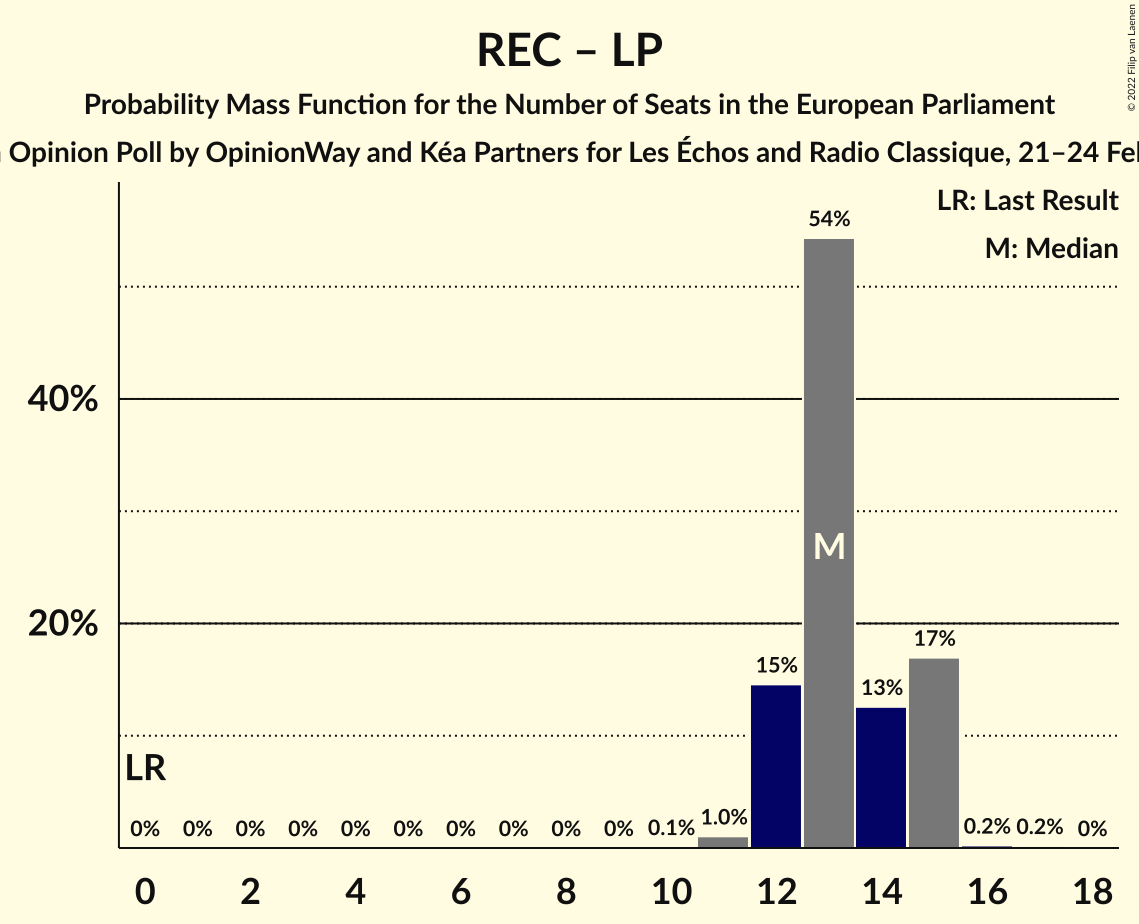 REC – LP
Probability Mass Function for the Number of Seats in the European Parliament
Opinion Poll by OpinionWay and Kéa Partners for Les Échos and Radio Classique, 21–24
© 2022 Filip van Laenen
LR: Last Result
M: Median
54%
40%
M
20%
17%
15%
13%
LR
0% 0% 0% 0% 0% 0% 0% 0% 0% 0% 0.1% 1.0% 0.2% 0.2% 0%
0 2 4 6 8 10 12 14 16 18